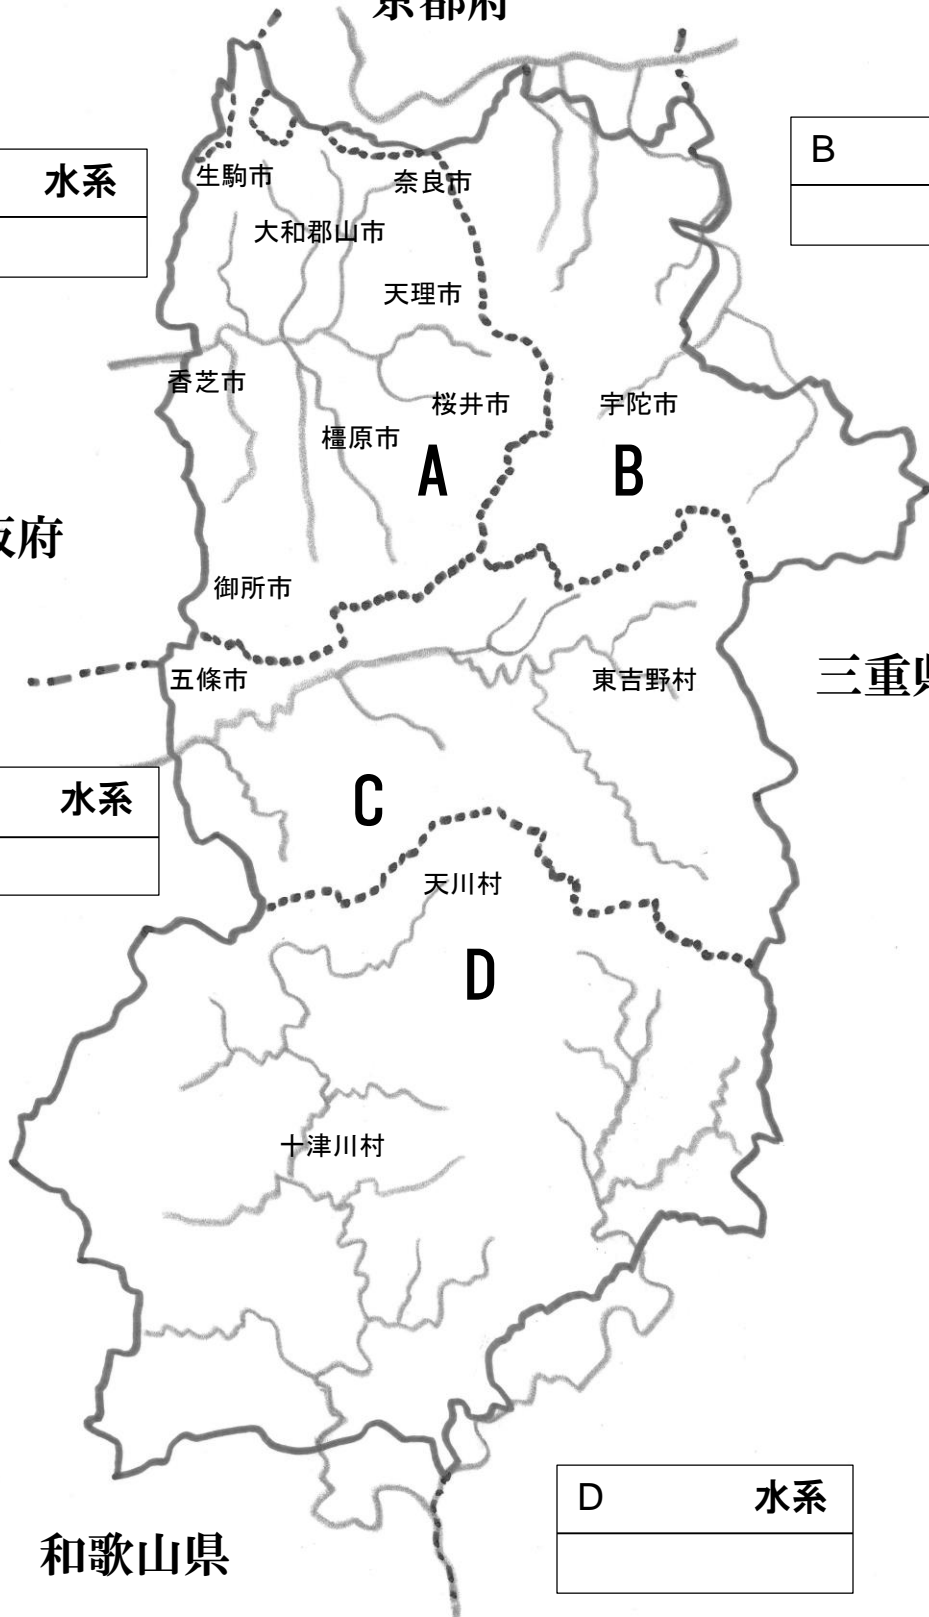 京都府
B
水系
生駒市
奈良市
大和郡山市
天理市
香芝市
桜井市
宇陀市
橿原市
A
B
阪府
御所市
五條市
東吉野村
三重県
水系
C
天川村
D
十津川村
D 水系
和歌山県